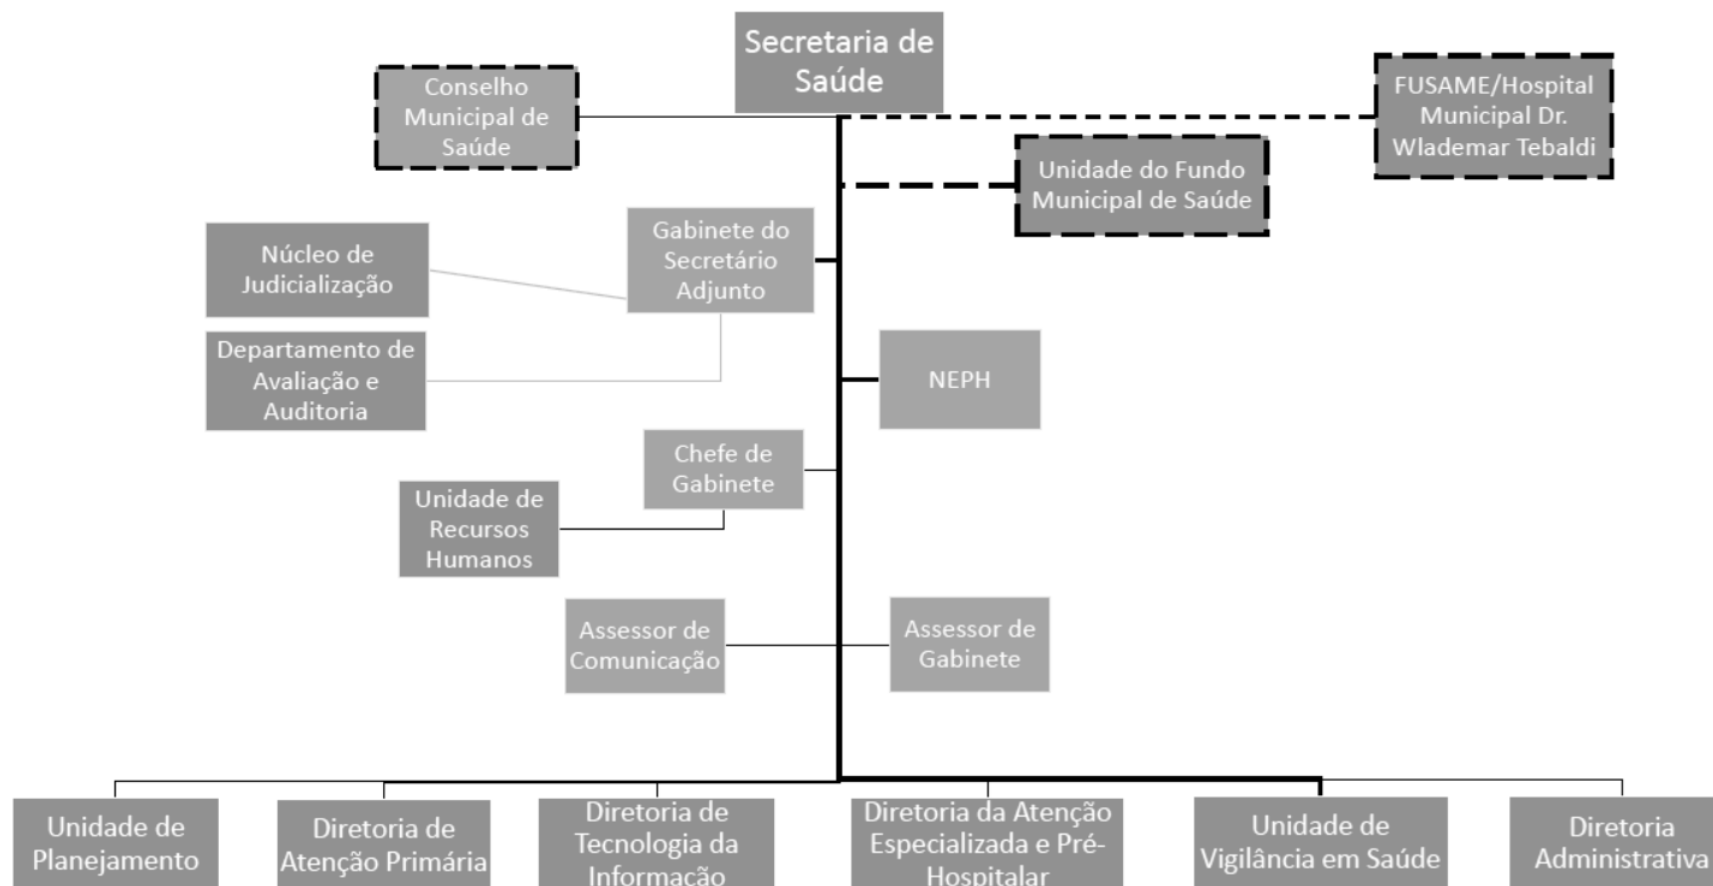 Secretaria de
Saúde
Conselho
Municipal de
Saúde
FUSAME/Hospital
Municipal Dr.
Wlademar Tebaldi
Unidade do Fundo
Municipal de Saúde
Gabinete do
Secretário
Adjunto
Núcleo de
Judicialização
Departamento de
Avaliação e
Auditoria
NEPH
Chefe de
Gabinete
Unidade de
Recursos
Humanos
Assessor de
Comunicação
Assessor de
Gabinete
Unidade de
Planejamento
Diretoria de
Atenção Primária
Diretoria de
Tecnologia da
Informação
Diretoria da Atenção
Especializada e Pré-
Hospitalar
Unidade de
Vigilância em Saúde
Diretoria
Administrativa